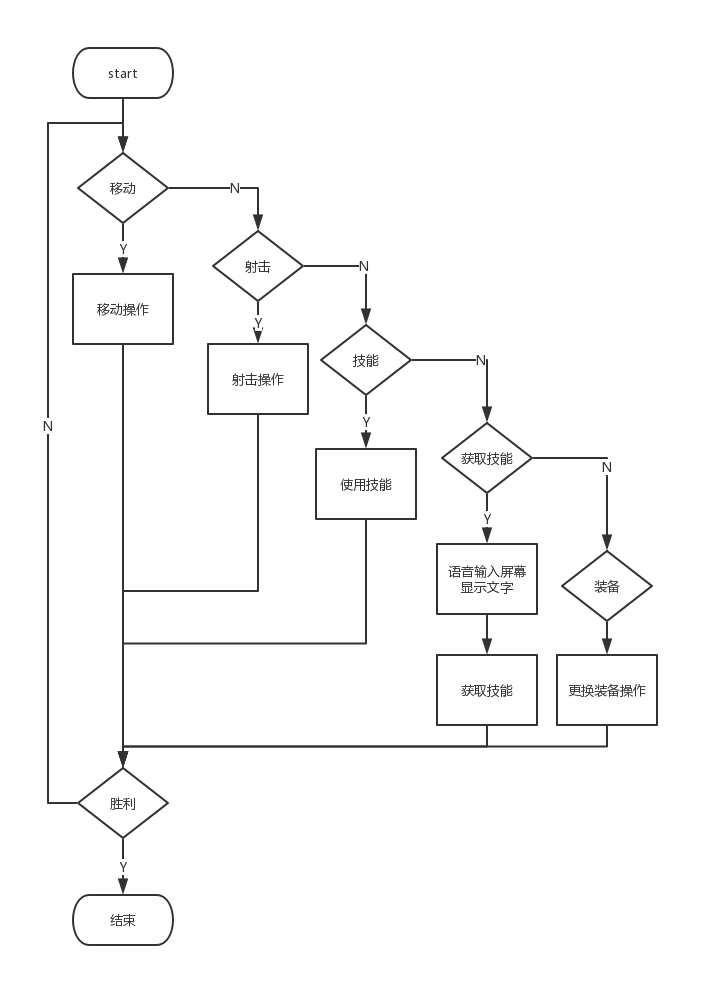 start
移动
N
Y
射击
N
移动操作
Y
技能
N
射击操作
Y
N
获取技能
N
使用技能
Y
语音输入屏幕
显示文字
装备
获取技能
更换装备操作
胜利
Y
结束